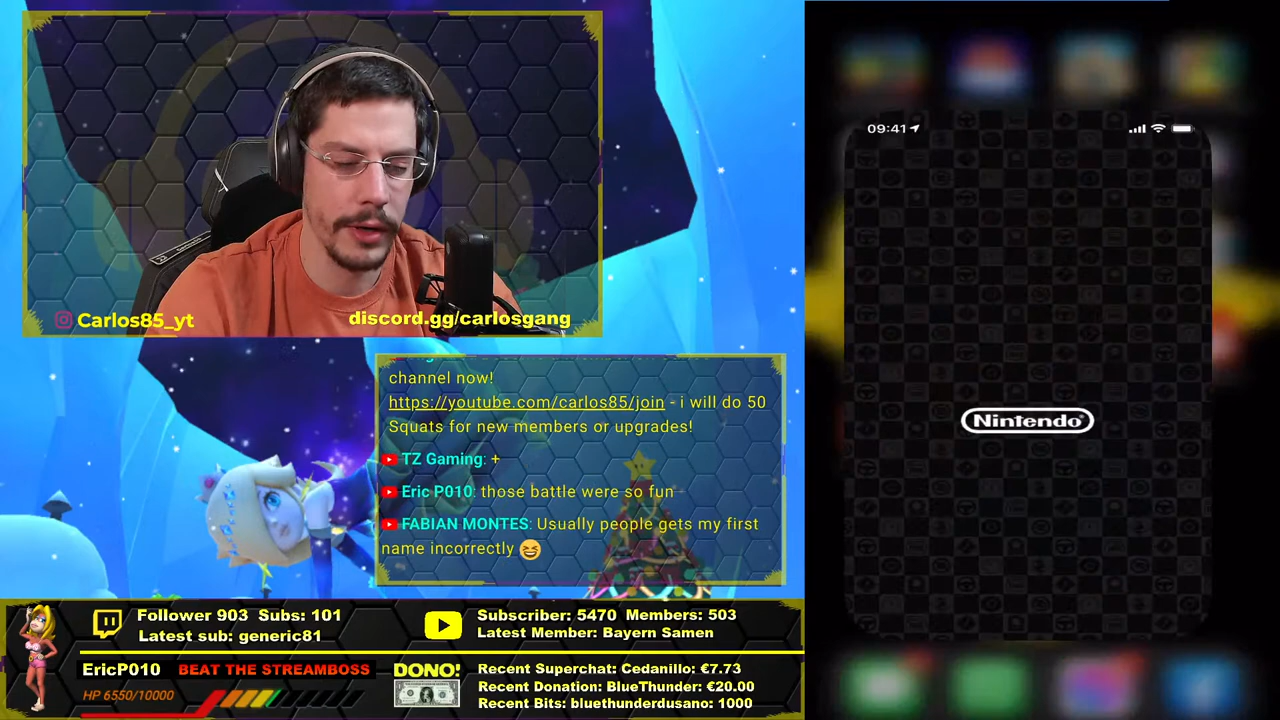 Carlos85_yt
discord.gg/carlosgang
channel now!
https://youtube.com/carlos85/join - i will do 50
Squats for new members or upgrades!
TZ Gaming: +
Eric P010: those battle were so fun
FABIAN MONTES: Usually people gets my first
name incorrectly 😆
Follower 903 Subs: 101
Latest sub: generic81
Subscriber: 5470 Members: 503
Latest Member: Bayern Samen
EricP010 BEAT THE STREAMBOSS
HP 6550/10000
DONO!
Recent Superchat: Cedanillo: €7.73
Recent Donation: BlueThunder: €20.00
Recent Bits: bluethunderdusano: 1000
09:41
Nintendo